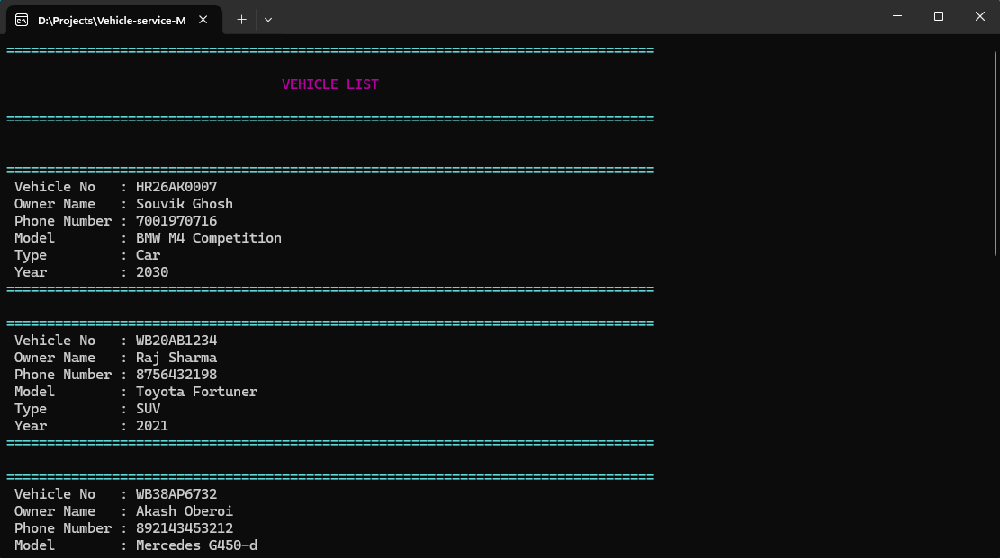 D:\Projects\Vehicle-service-M
================================================================================
VEHICLE LIST
================================================================================
================================================================================
Vehicle No   : HR26AK0007
Owner Name   : Souvik Ghosh
Phone Number : 7001970716
Model        : BMW M4 Competition
Type         : Car
Year         : 2030
================================================================================
================================================================================
Vehicle No   : WB20AB1234
Owner Name   : Raj Sharma
Phone Number : 8756432198
Model        : Toyota Fortuner
Type         : SUV
Year         : 2021
================================================================================
================================================================================
Vehicle No   : WB38AP6732
Owner Name   : Akash Oberoi
Phone Number : 892143453212
Model        : Mercedes G450-d